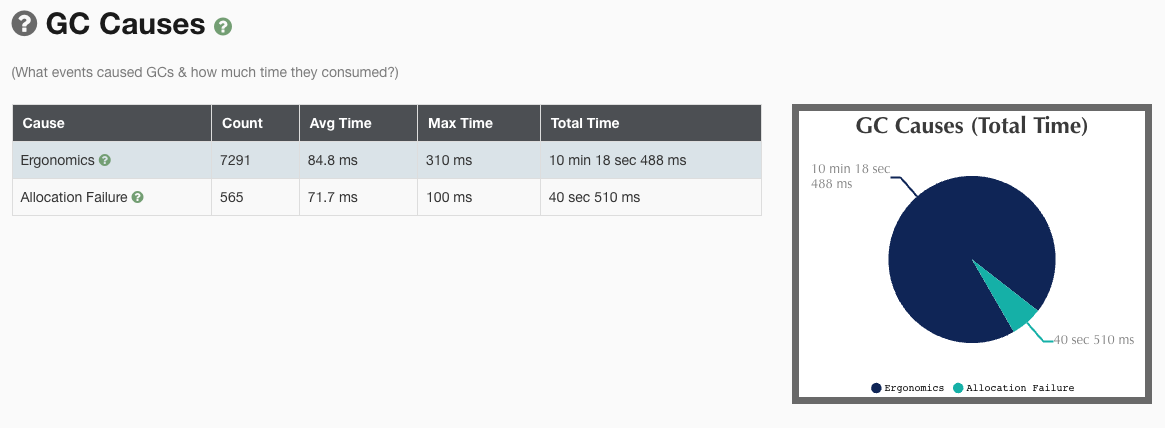 GC Causes
(What events caused GCs & how much time they consumed?)
Cause Count Avg Time Max Time Total Time
Ergonomics 7291 84.8 ms 310 ms 10 min 18 sec 488 ms
Allocation Failure 565 71.7 ms 100 ms 40 sec 510 ms
GC Causes (Total Time)
10 min 18 sec
488 ms
40 sec 510 ms
Ergonomics Allocation Failure